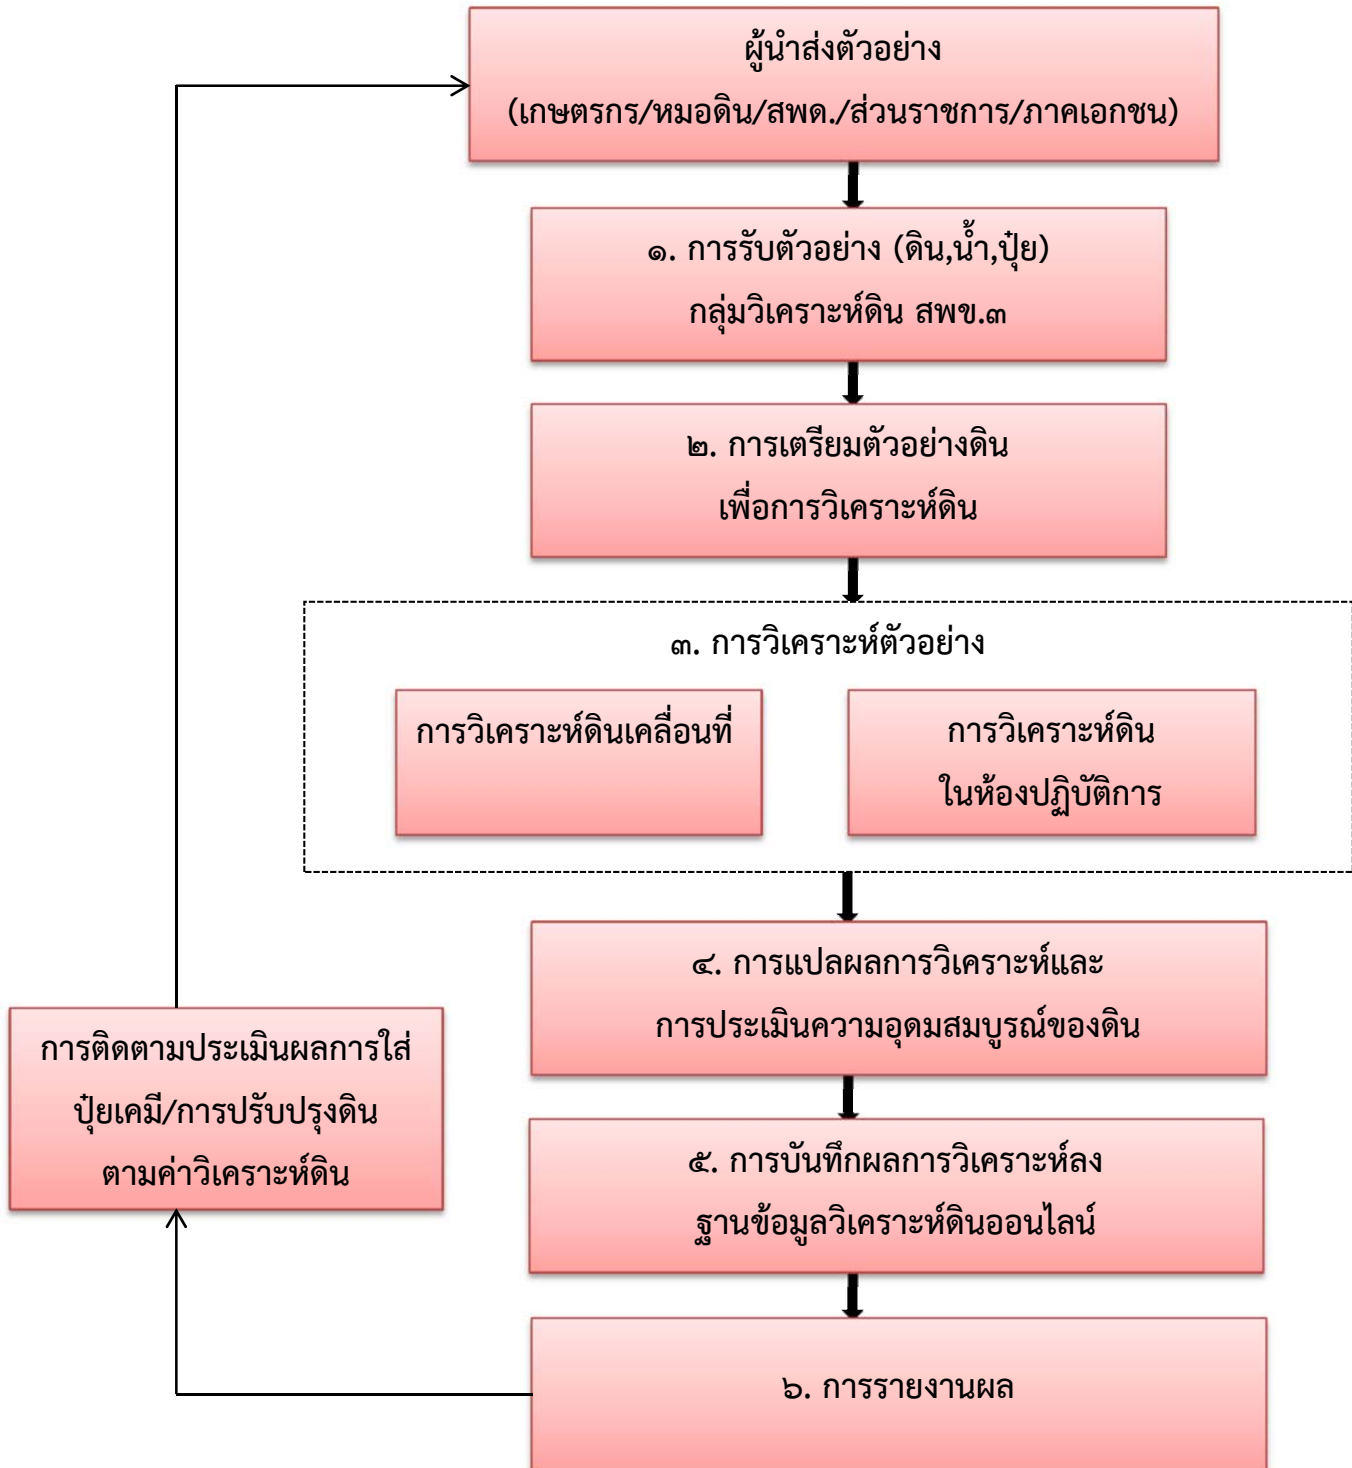 ผู้นำส่งตัวอย่าง
(เกษตรกร/หมอดิน/สพด./ส่วนราชการ/ภาคเอกชน)
๑. การรับตัวอย่าง (ดิน,น้ำ,ปุ๋ย)
กลุ่มวิเคราะห์ดิน สพข.๓
๒. การเตรียมตัวอย่างดิน
เพื่อการวิเคราะห์ดิน
๓. การวิเคราะห์ตัวอย่าง
การวิเคราะห์ดินเคลื่อนที่
การวิเคราะห์ดิน
ในห้องปฏิบัติการ
๔. การแปลผลการวิเคราะห์และ
การประเมินความอุดมสมบูรณ์ของดิน
๕. การบันทึกผลการวิเคราะห์ลง
ฐานข้อมูลวิเคราะห์ดินออนไลน์
๖. การรายงานผล
การติดตามประเมินผลการใส่
ปุ๋ยเคมี/การปรับปรุงดิน
ตามค่าวิเคราะห์ดิน